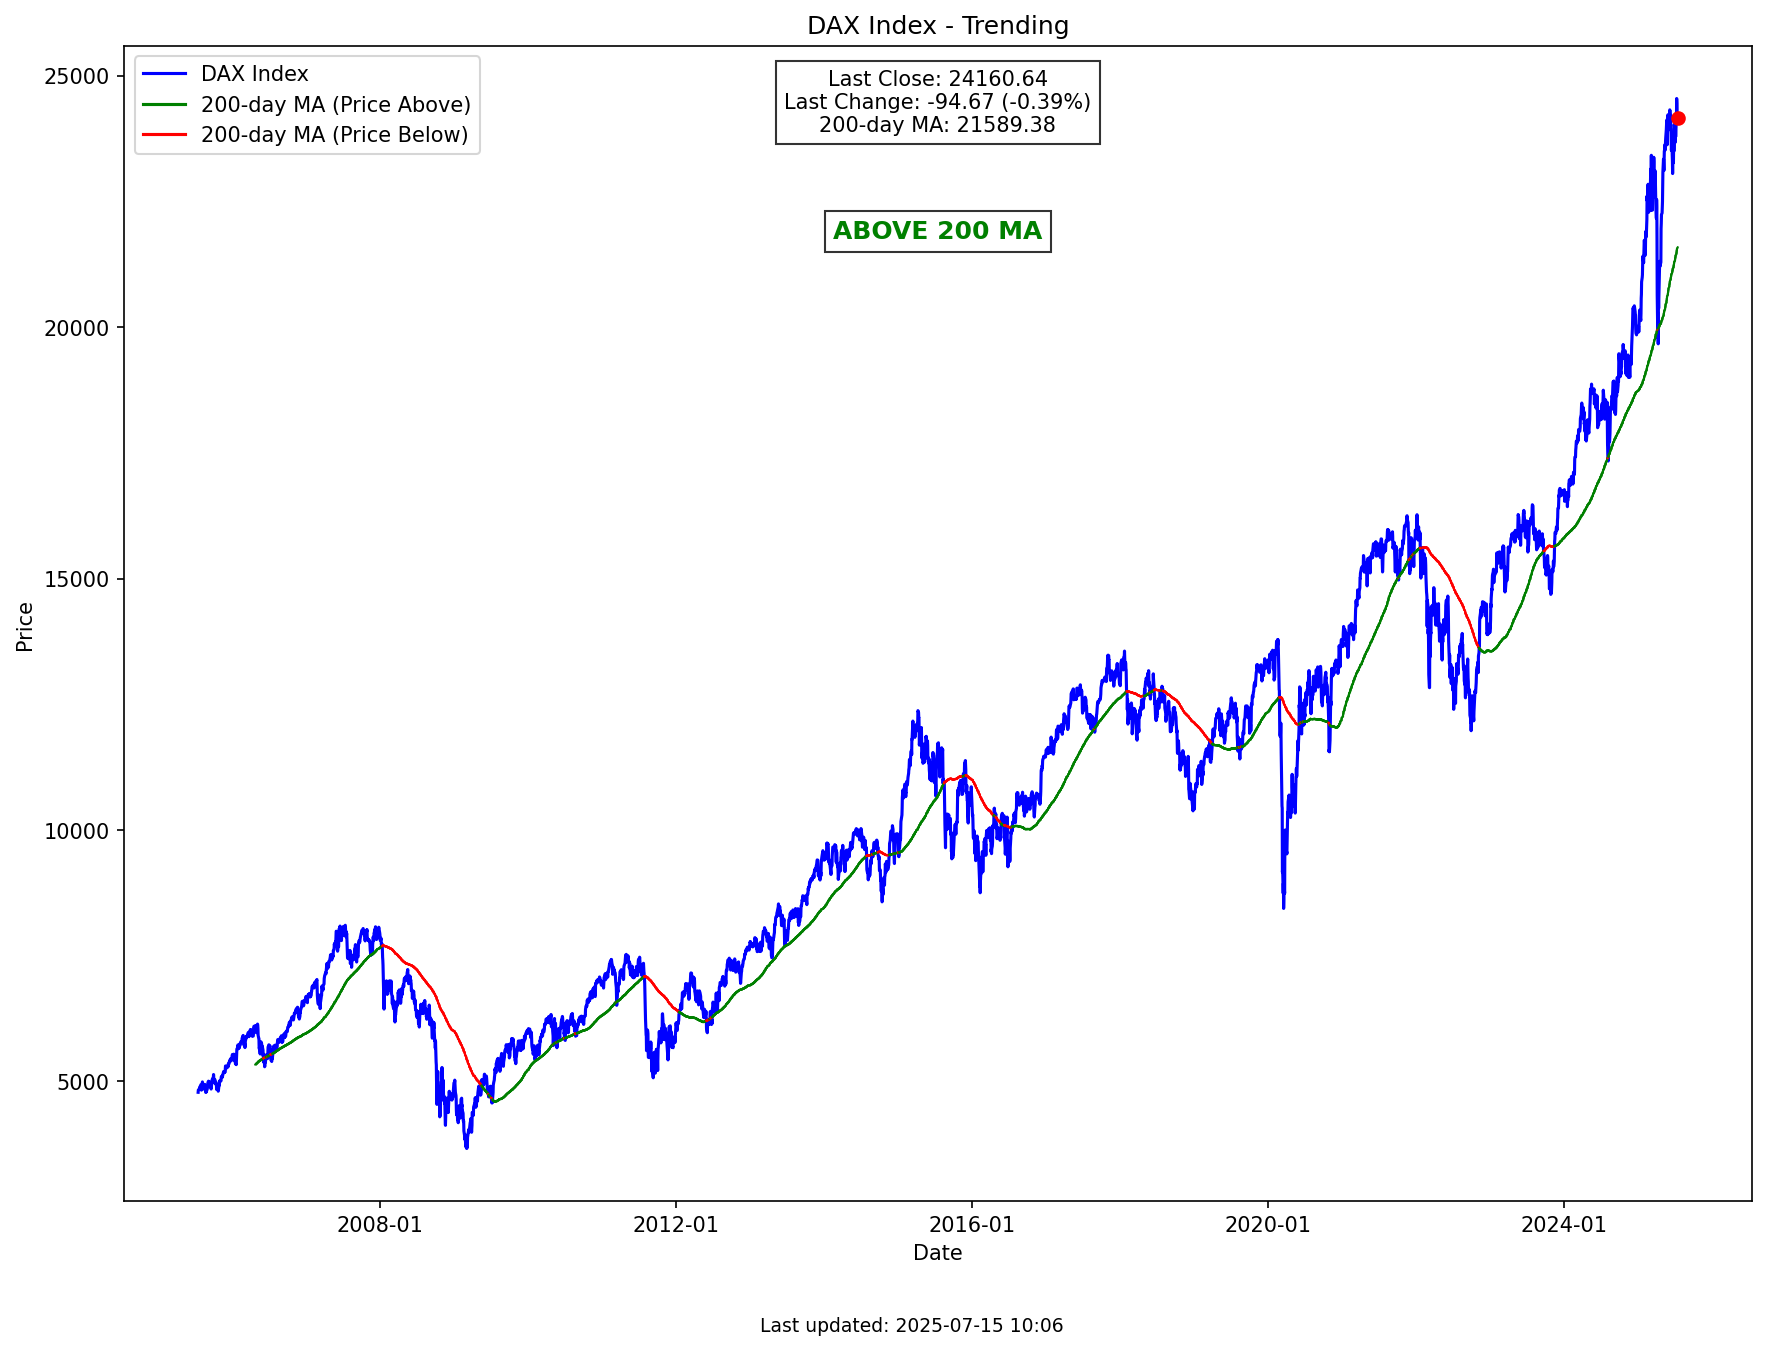 DAX Index - Trending
DAX Index
200-day MA (Price Above)
200-day MA (Price Below)
Last Close: 24160.64
Last Change: -94.67 (-0.39%)
200-day MA: 21589.38
ABOVE 200 MA
Price
25000
20000
15000
10000
5000
2008-01
2012-01
2016-01
2020-01
2024-01
Date
Last updated: 2025-07-15 10:06